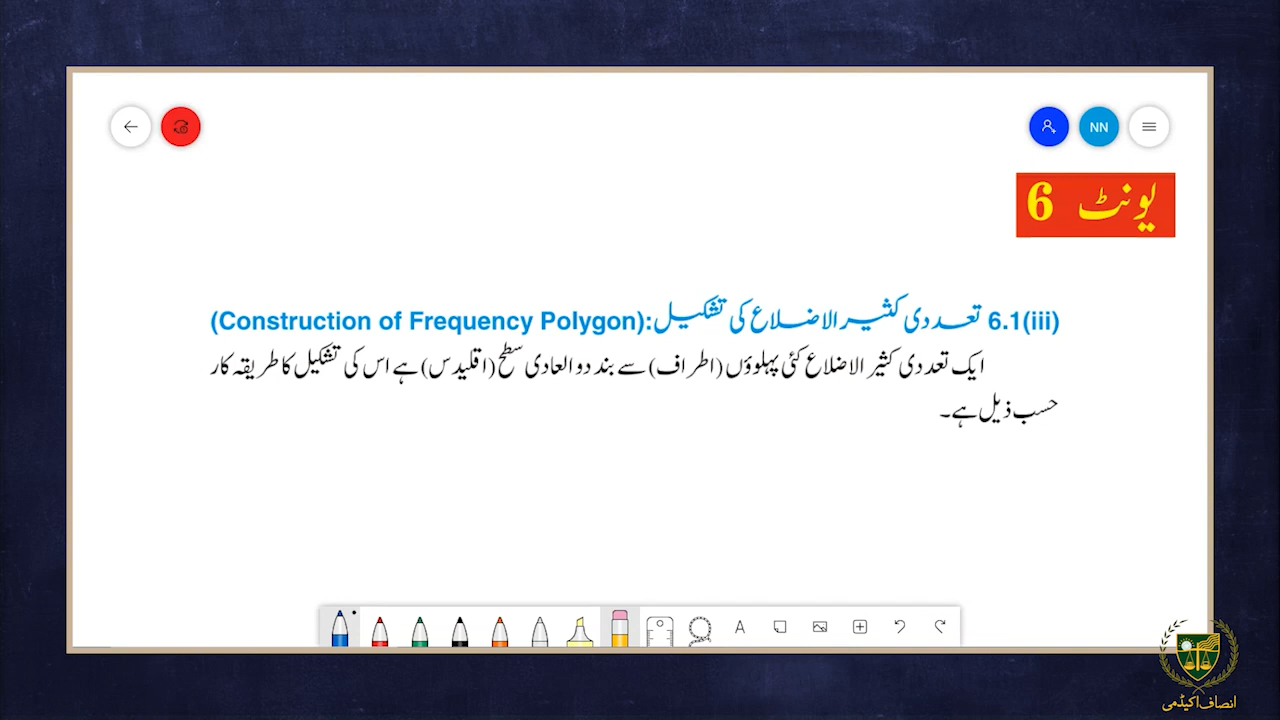 NN
یونٹ 6
6.1(iii) تعددی کثیر الاضلاع کی تشکیل:(Construction of Frequency Polygon)
ایک تعددی کثیر الاضلاع کئی پہلوؤں (اطراف) سے بند دو العادی سطح (اقلیدس) ہے اس کی تشکیل کا طریقہ کار
حسب ذیل ہے۔
A
انصاف اکیڈمی